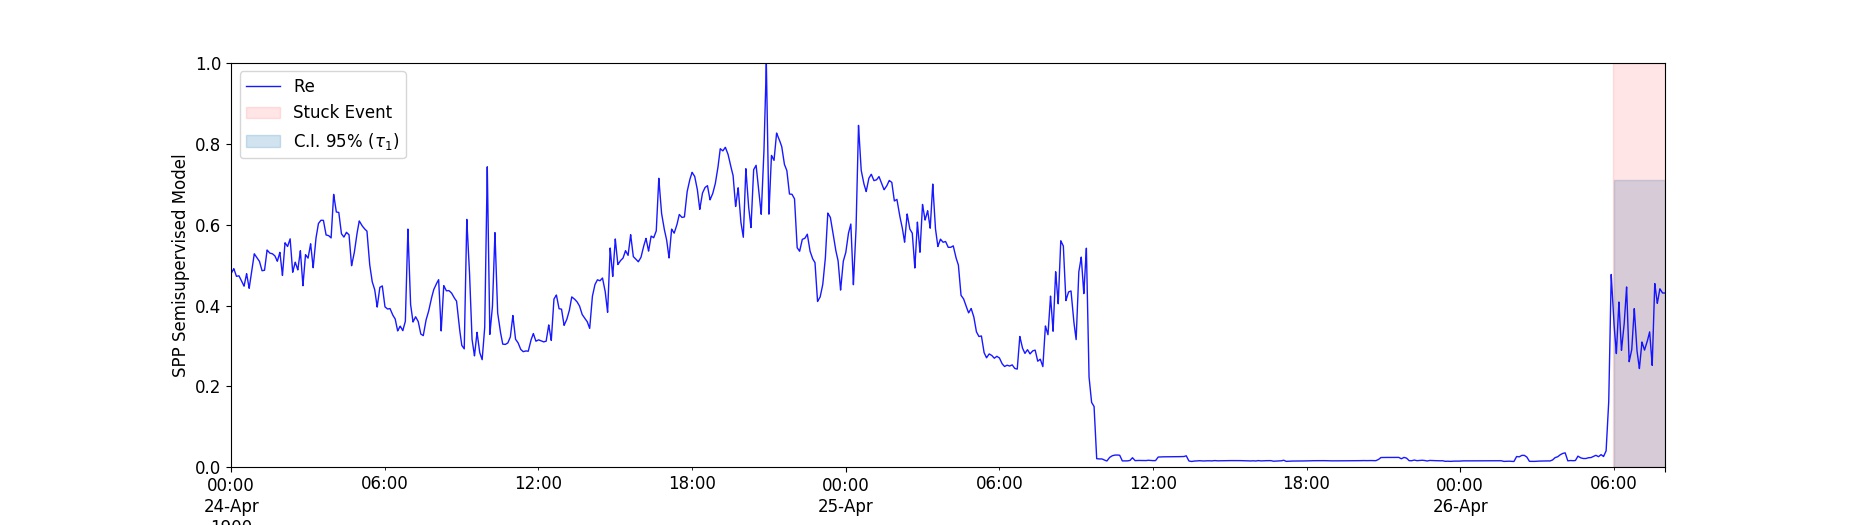 1.0
0.8
0.6
0.4
0.2
0.0
SPP Semisupervised Model
Re
Stuck Event
C.I. 95% (τ₁)
00:00 06:00 12:00 18:00 00:00 06:00 12:00 18:00 00:00 06:00
24-Apr 25-Apr 26-Apr
1900